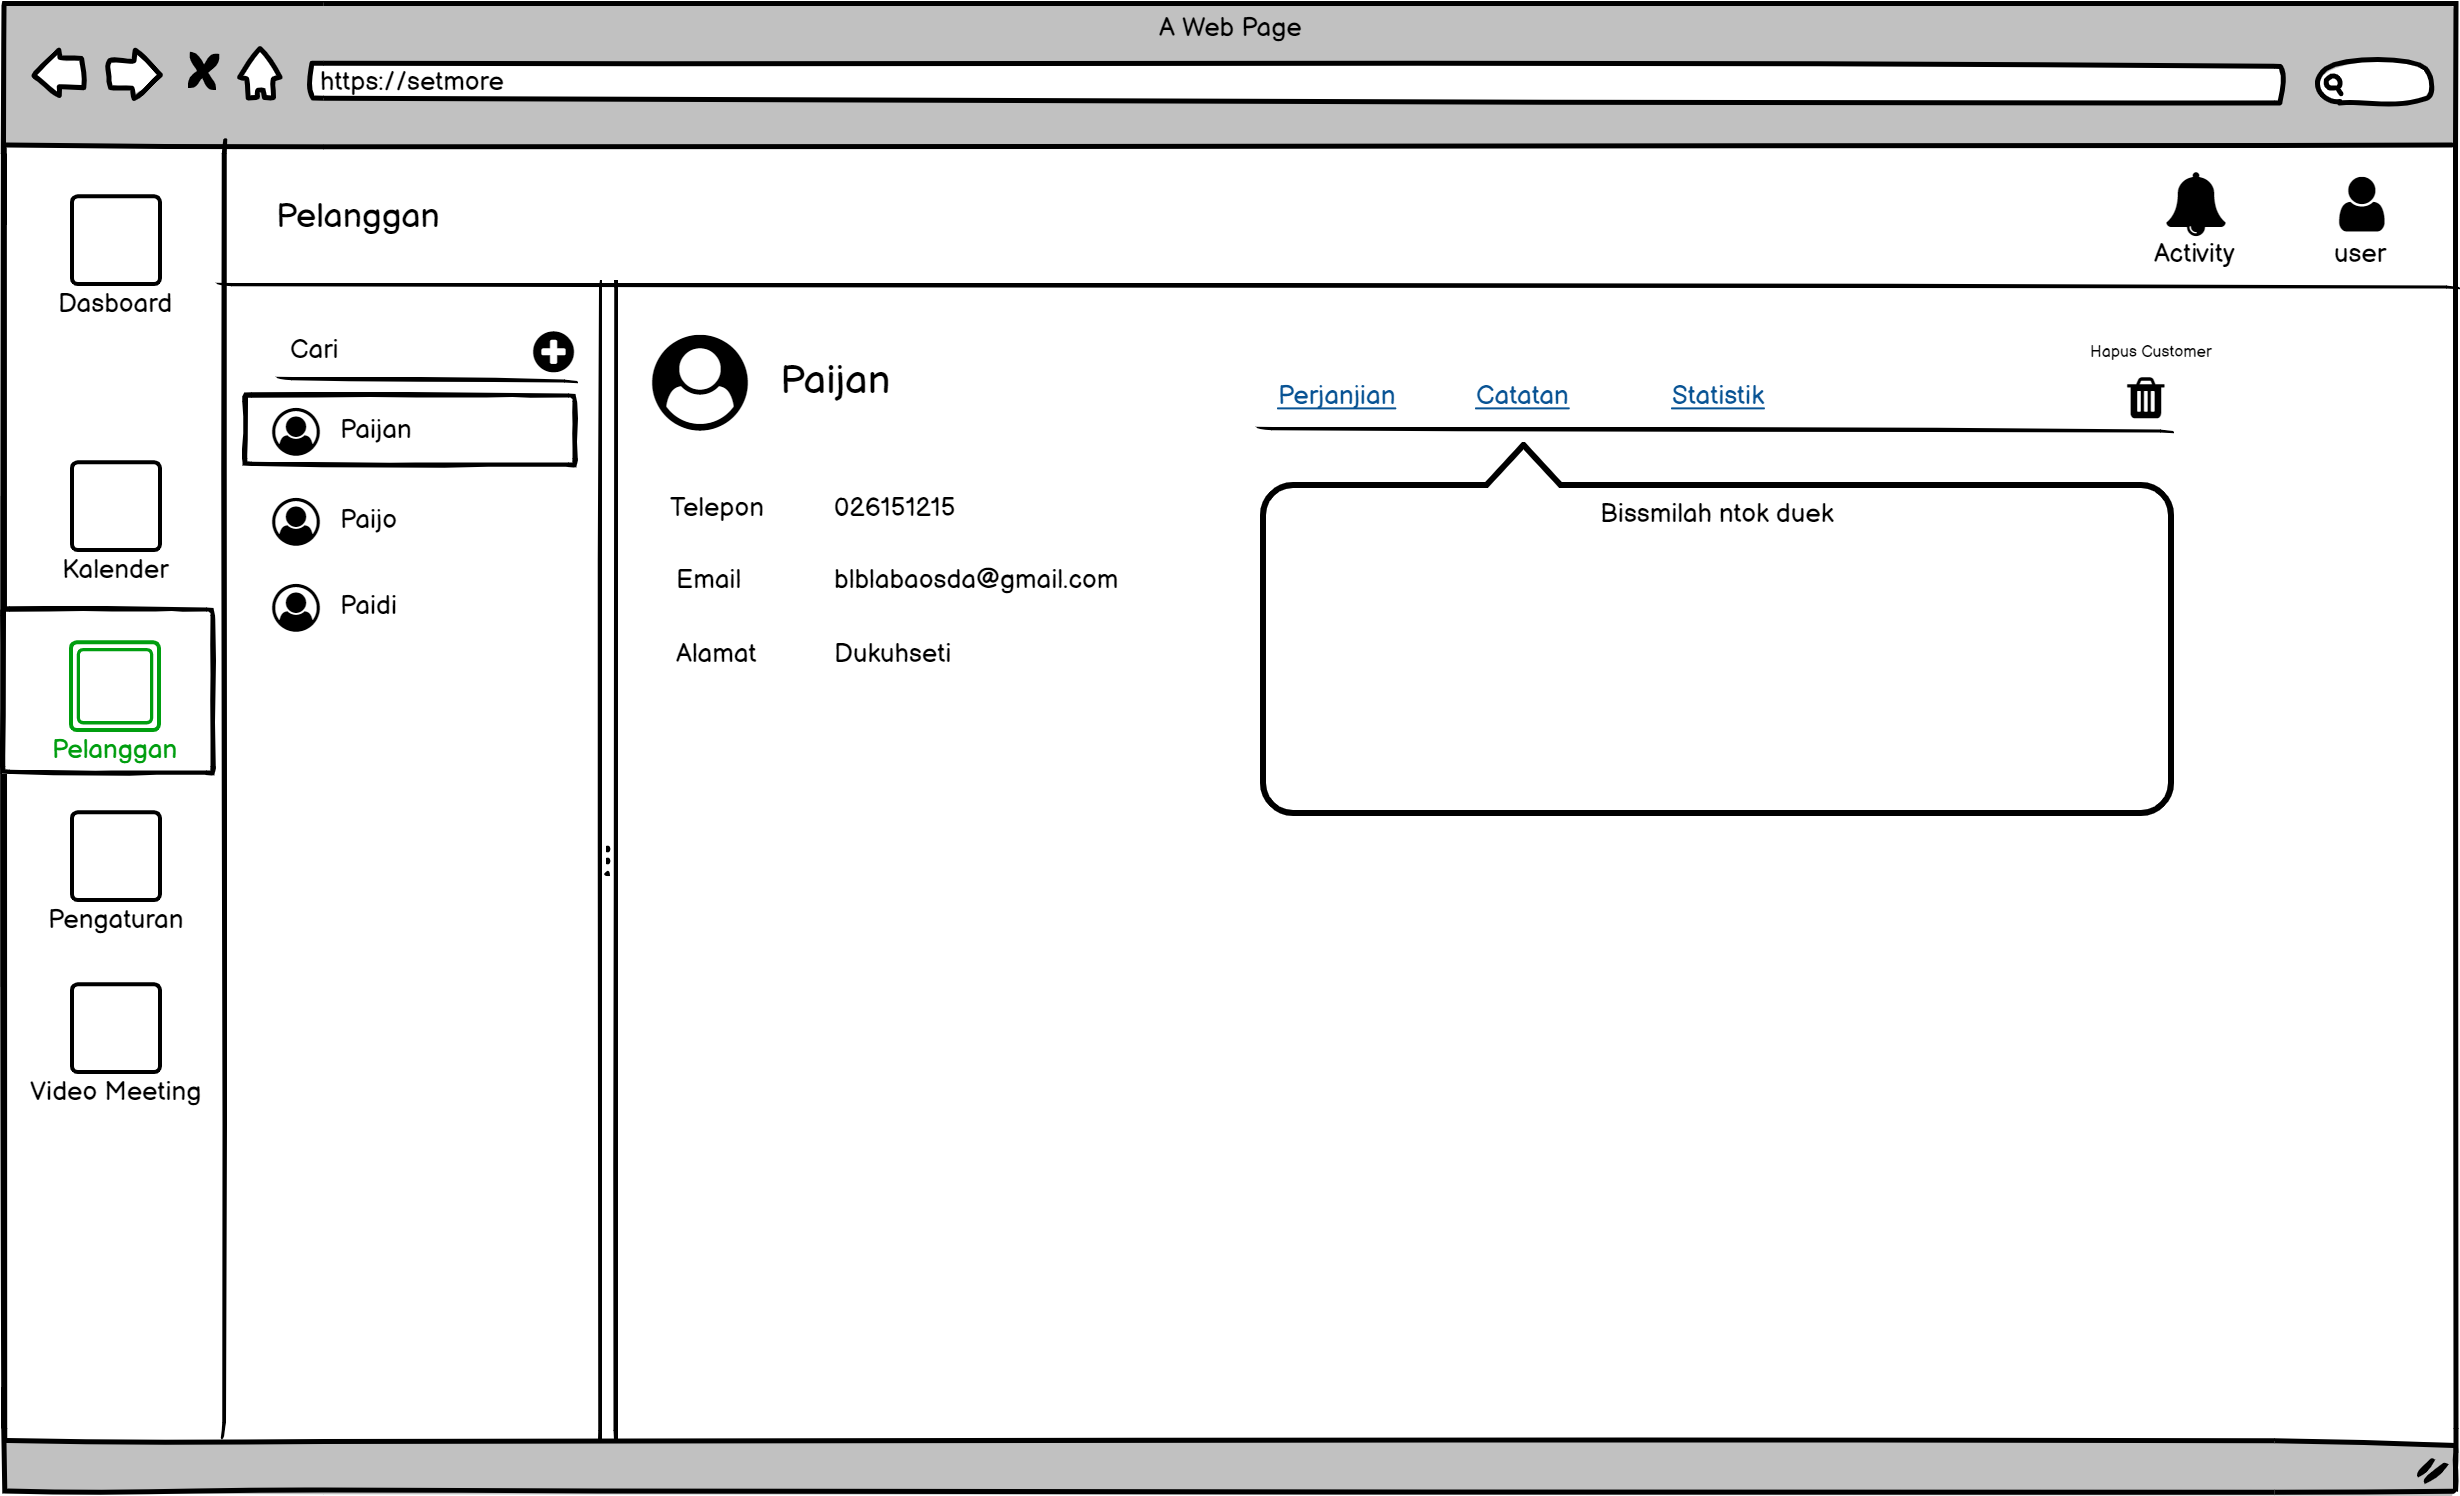 A Web Page
https://setmore
Pelanggan
Activity
user
Dasboard
Kalender
Pelanggan
Pengaturan
Video Meeting
Cari
Paijan
Paijo
Paidi
Paijan
Telepon 026151215
Email blblabaosda@gmail.com
Alamat Dukuhseti
Perjanjian Catatan Statistik
Hapus Customer
Bissmilah ntok duek